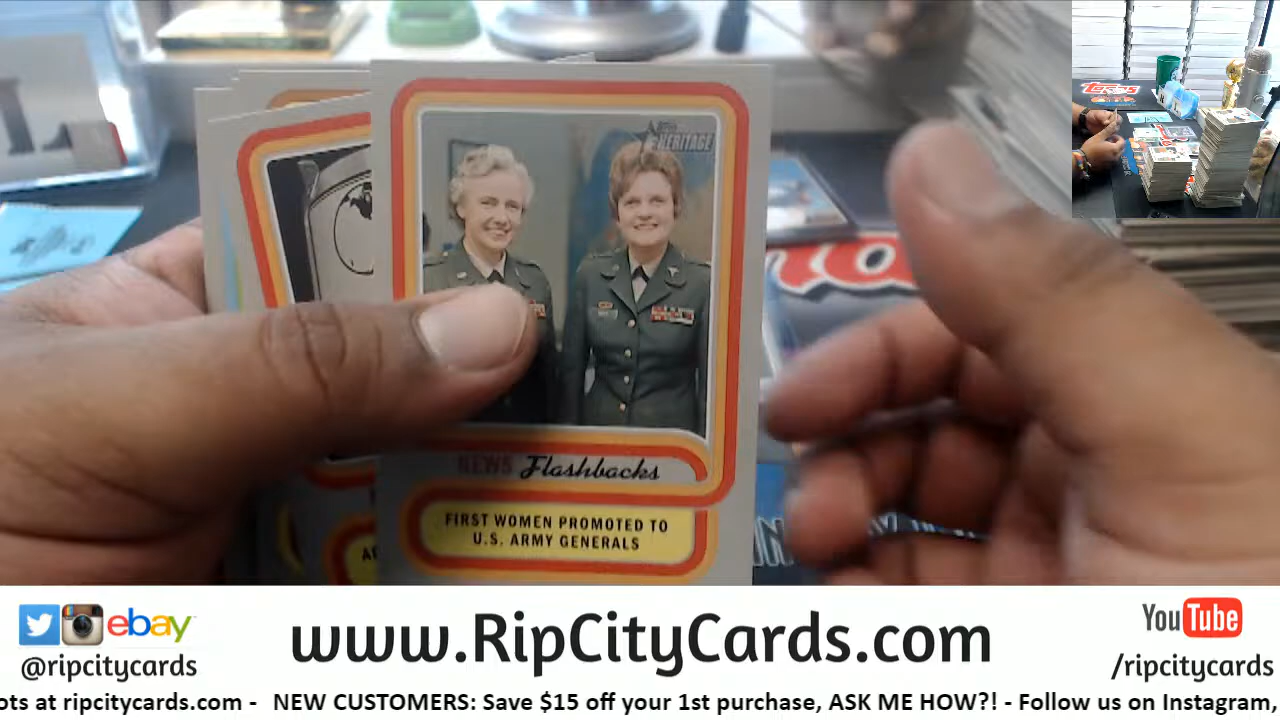 HERITAGE
NEWS Flashbacks
FIRST WOMEN PROMOTED TO
U.S. ARMY GENERALS
Topps
ebay
@ripcitycards
www.RipCityCards.com
YouTube
/ripcitycards
ots at ripcitycards.com - NEW CUSTOMERS: Save $15 off your 1st purchase, ASK ME HOW?! - Follow us on Instagram,